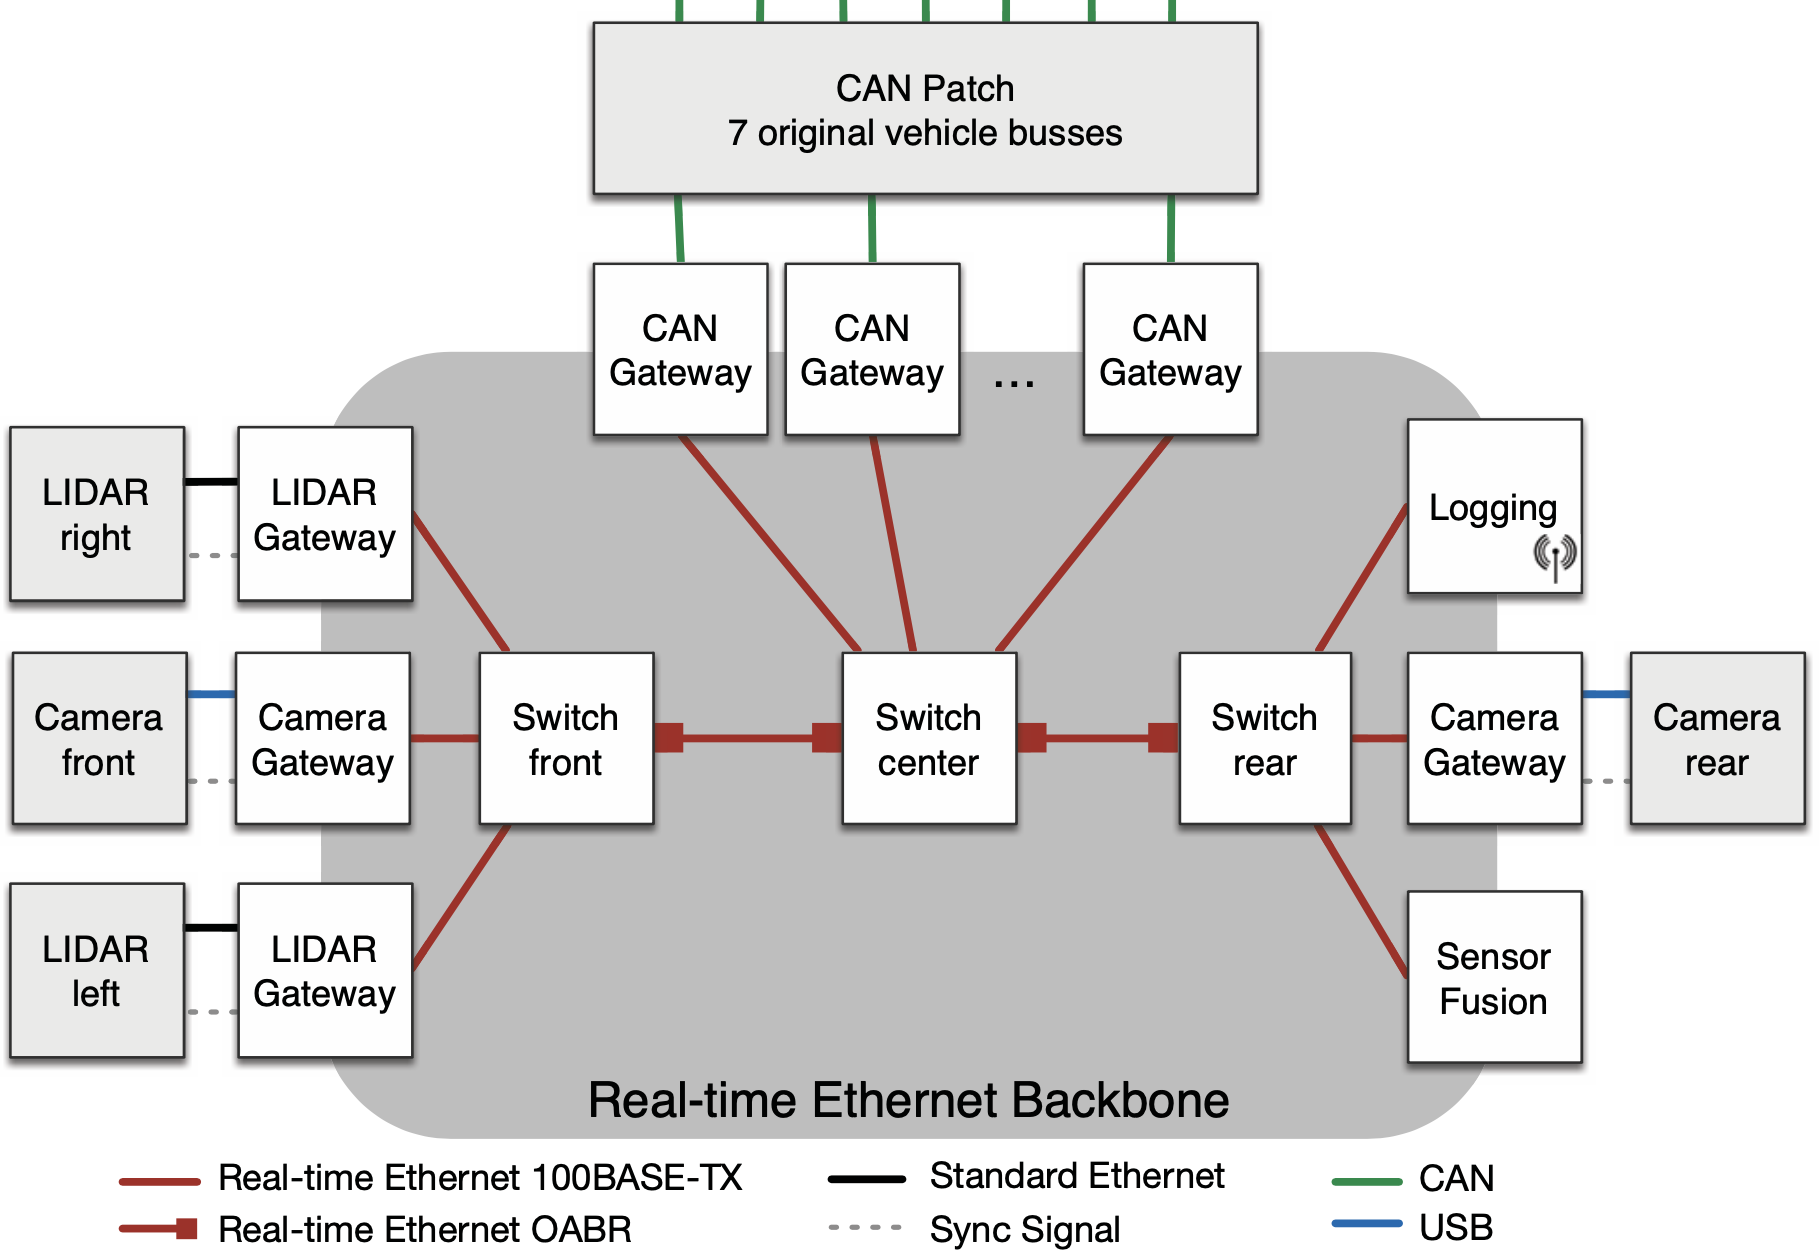 CAN Patch
7 original vehicle busses
CAN
Gateway
CAN
Gateway
...
CAN
Gateway
LIDAR
right
LIDAR
Gateway
Logging
Camera
front
Camera
Gateway
Switch
front
Switch
center
Switch
rear
Camera
Gateway
Camera
rear
LIDAR
left
LIDAR
Gateway
Sensor
Fusion
Real-time Ethernet Backbone
Real-time Ethernet 100BASE-TX
Standard Ethernet
CAN
Real-time Ethernet OABR
Sync Signal
USB